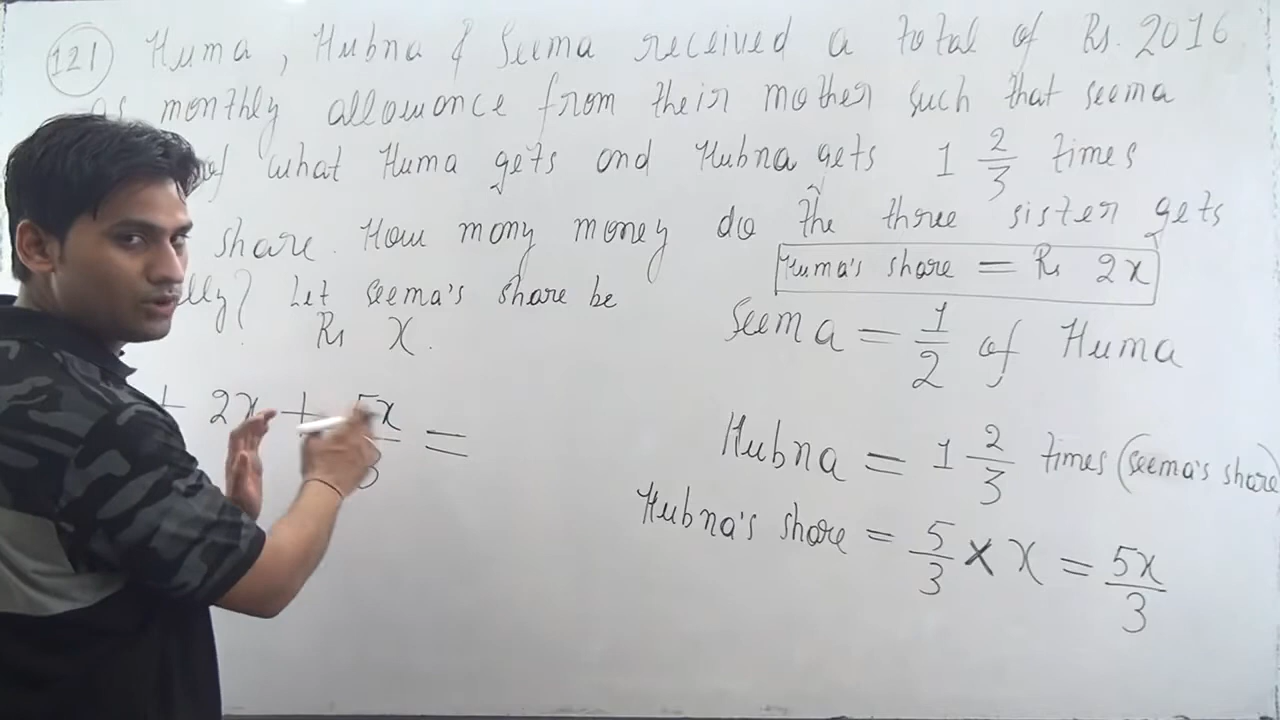 121 Huma, Hubna & Seema received a total of Rs. 2016
as monthly allowance from their mother such that seema
of what Huma gets and Hubna gets 1 2/3 times
share. How mony money do the three sister gets
lly? Let seema's share be
Rs x.
+ 2x + 5x/3 =
Huma's share = Rs 2x
Seema = 1/2 of Huma
Hubna = 1 2/3 times (seema's share
Hubna's share = 5/3 × x = 5x/3